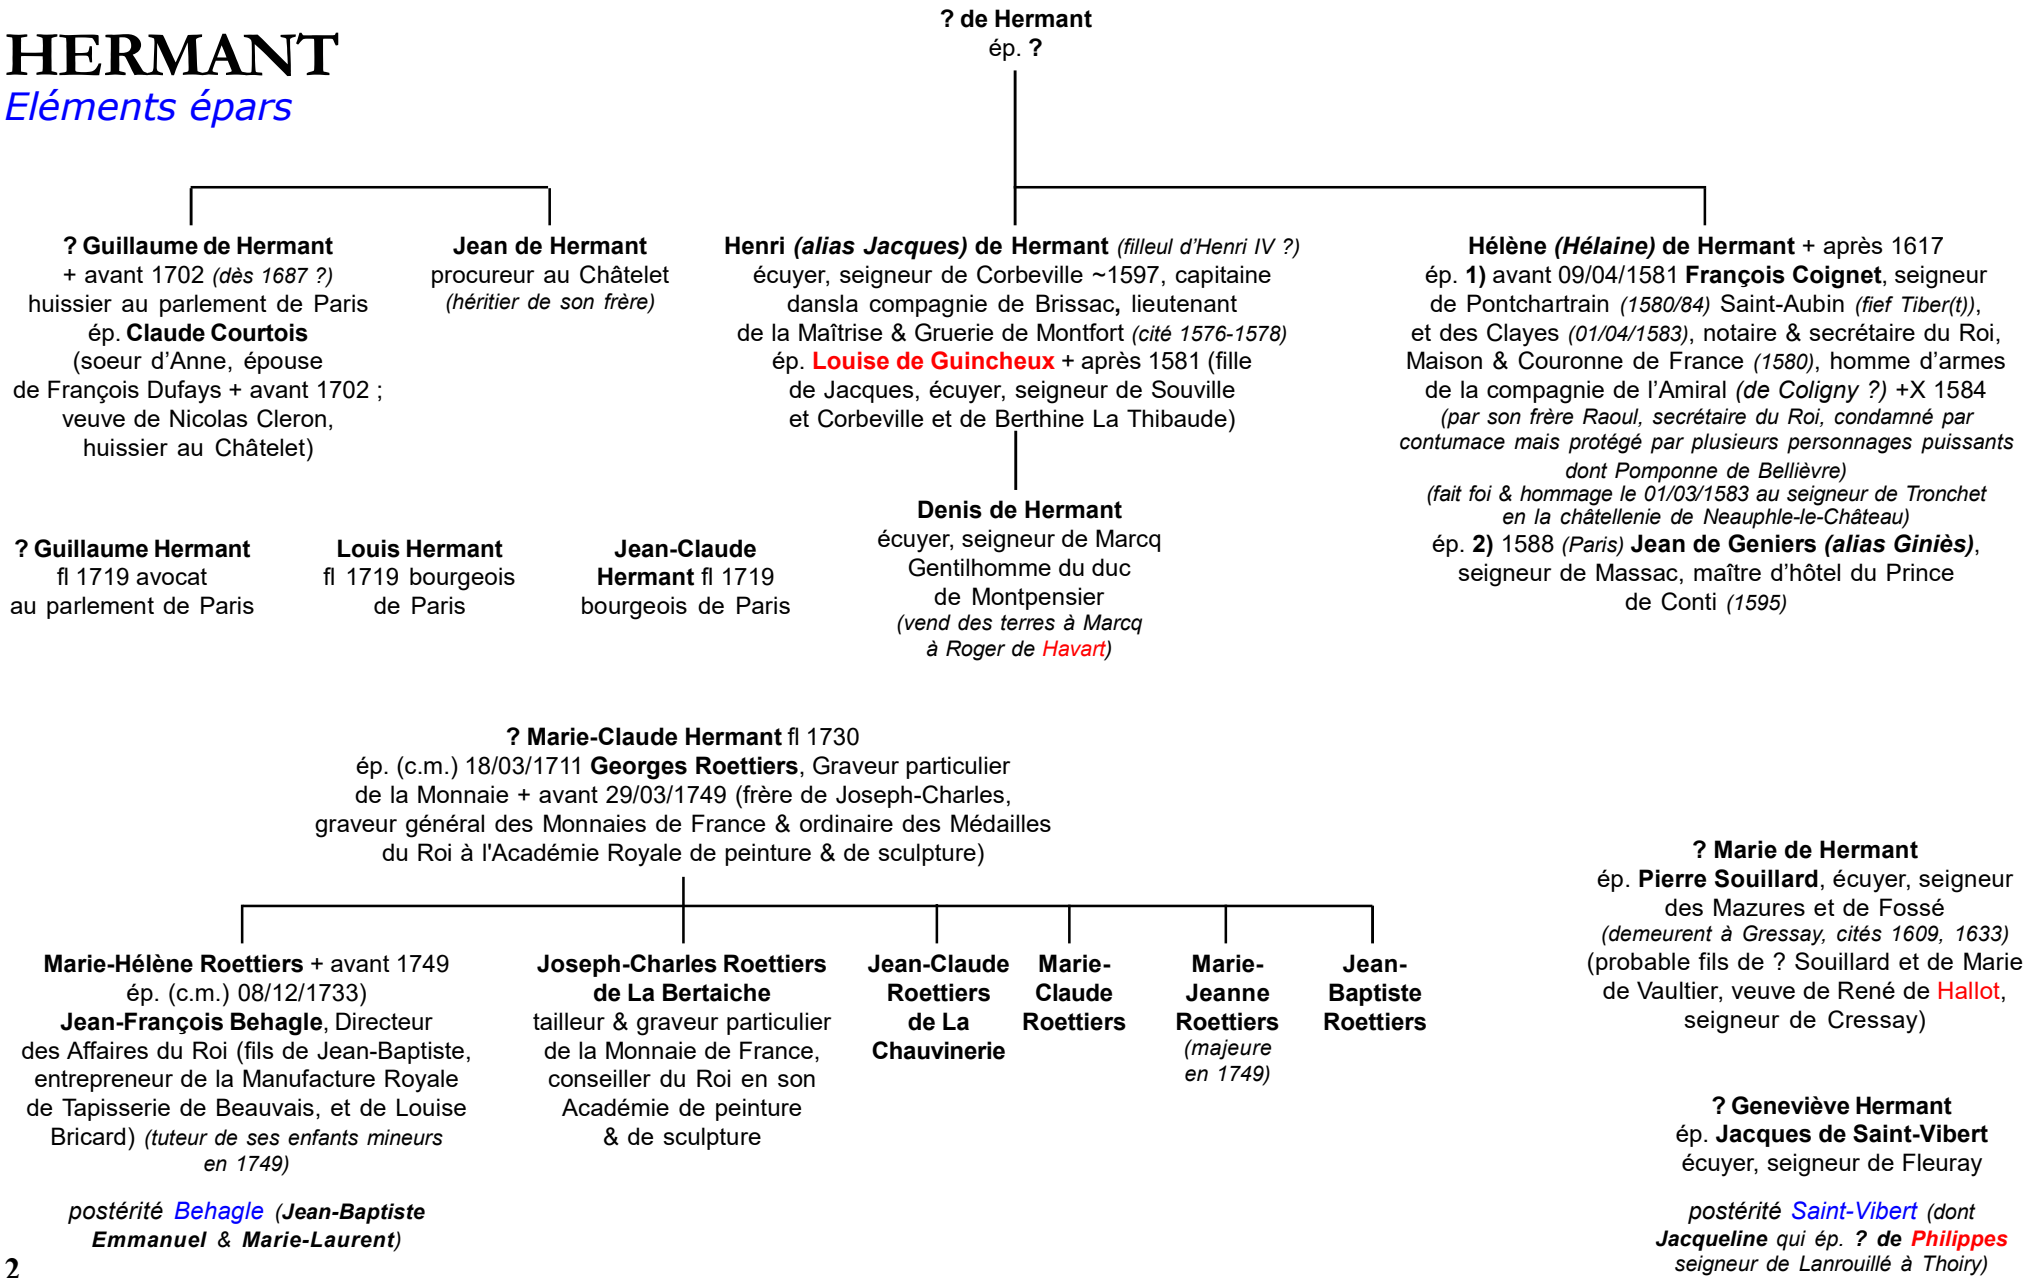 HERMANT
Eléments épars
? de Hermant
ép. ?
? Guillaume de Hermant
+ avant 1702 (dès 1687 ?)
huissier au parlement de Paris
ép. Claude Courtois
(soeur d'Anne, épouse
de François Dufays + avant 1702 ;
veuve de Nicolas Cleron,
huissier au Châtelet)
Jean de Hermant
procureur au Châtelet
(héritier de son frère)
Henri (alias Jacques) de Hermant (filleul d'Henri IV ?)
écuyer, seigneur de Corbeville ~1597, capitaine
dansla compagnie de Brissac, lieutenant
de la Maîtrise & Gruerie de Montfort (cité 1576-1578)
ép. Louise de Guincheux + après 1581 (fille
de Jacques, écuyer, seigneur de Souville
et Corbeville et de Berthine La Thibaude)
Hélène (Hélaine) de Hermant + après 1617
ép. 1) avant 09/04/1581 François Coignet, seigneur
de Pontchartrain (1580/84) Saint-Aubin (fief Tiber(t)),
et des Clayes (01/04/1583), notaire & secrétaire du Roi,
Maison & Couronne de France (1580), homme d'armes
de la compagnie de l'Amiral (de Coligny ?) +X 1584
(par son frère Raoul, secrétaire du Roi, condamné par
contumace mais protégé par plusieurs personnages puissants
dont Pomponne de Bellièvre)
(fait foi & hommage le 01/03/1583 au seigneur de Tronchet
en la châtellenie de Neauphle-le-Château)
ép. 2) 1588 (Paris) Jean de Geniers (alias Giniès),
seigneur de Massac, maître d'hôtel du Prince
de Conti (1595)
? Guillaume Hermant
fl 1719 avocat
au parlement de Paris
Louis Hermant
fl 1719 bourgeois
de Paris
Jean-Claude
Hermant fl 1719
bourgeois de Paris
Denis de Hermant
écuyer, seigneur de Marcq
Gentilhomme du duc
de Montpensier
(vend des terres à Marcq
à Roger de Havart)
? Marie-Claude Hermant fl 1730
ép. (c.m.) 18/03/1711 Georges Roettiers, Graveur particulier
de la Monnaie + avant 29/03/1749 (frère de Joseph-Charles,
graveur général des Monnaies de France & ordinaire des Médailles
du Roi à l'Académie Royale de peinture & de sculpture)
Marie-Hélène Roettiers + avant 1749
ép. (c.m.) 08/12/1733)
Jean-François Behagle, Directeur
des Affaires du Roi (fils de Jean-Baptiste,
entrepreneur de la Manufacture Royale
de Tapisserie de Beauvais, et de Louise
Bricard) (tuteur de ses enfants mineurs
en 1749)
postérité Behagle (Jean-Baptiste
Emmanuel & Marie-Laurent)
Joseph-Charles Roettiers
de La Bertaiche
tailleur & graveur particulier
de la Monnaie de France,
conseiller du Roi en son
Académie de peinture
& de sculpture
Jean-Claude
Roettiers
de La
Chauvinerie
Marie-
Claude
Roettiers
Marie-
Jeanne
Roettiers
(majeure
en 1749)
Jean-
Baptiste
Roettiers
? Marie de Hermant
ép. Pierre Souillard, écuyer, seigneur
des Mazures et de Fossé
(demeurent à Gressay, cités 1609, 1633)
(probable fils de ? Souillard et de Marie
de Vaultier, veuve de René de Hallot,
seigneur de Cressay)
? Geneviève Hermant
ép. Jacques de Saint-Vibert
écuyer, seigneur de Fleuray
postérité Saint-Vibert (dont
Jacqueline qui ép. ? de Philippes
seigneur de Lanrouillé à Thoiry)
2